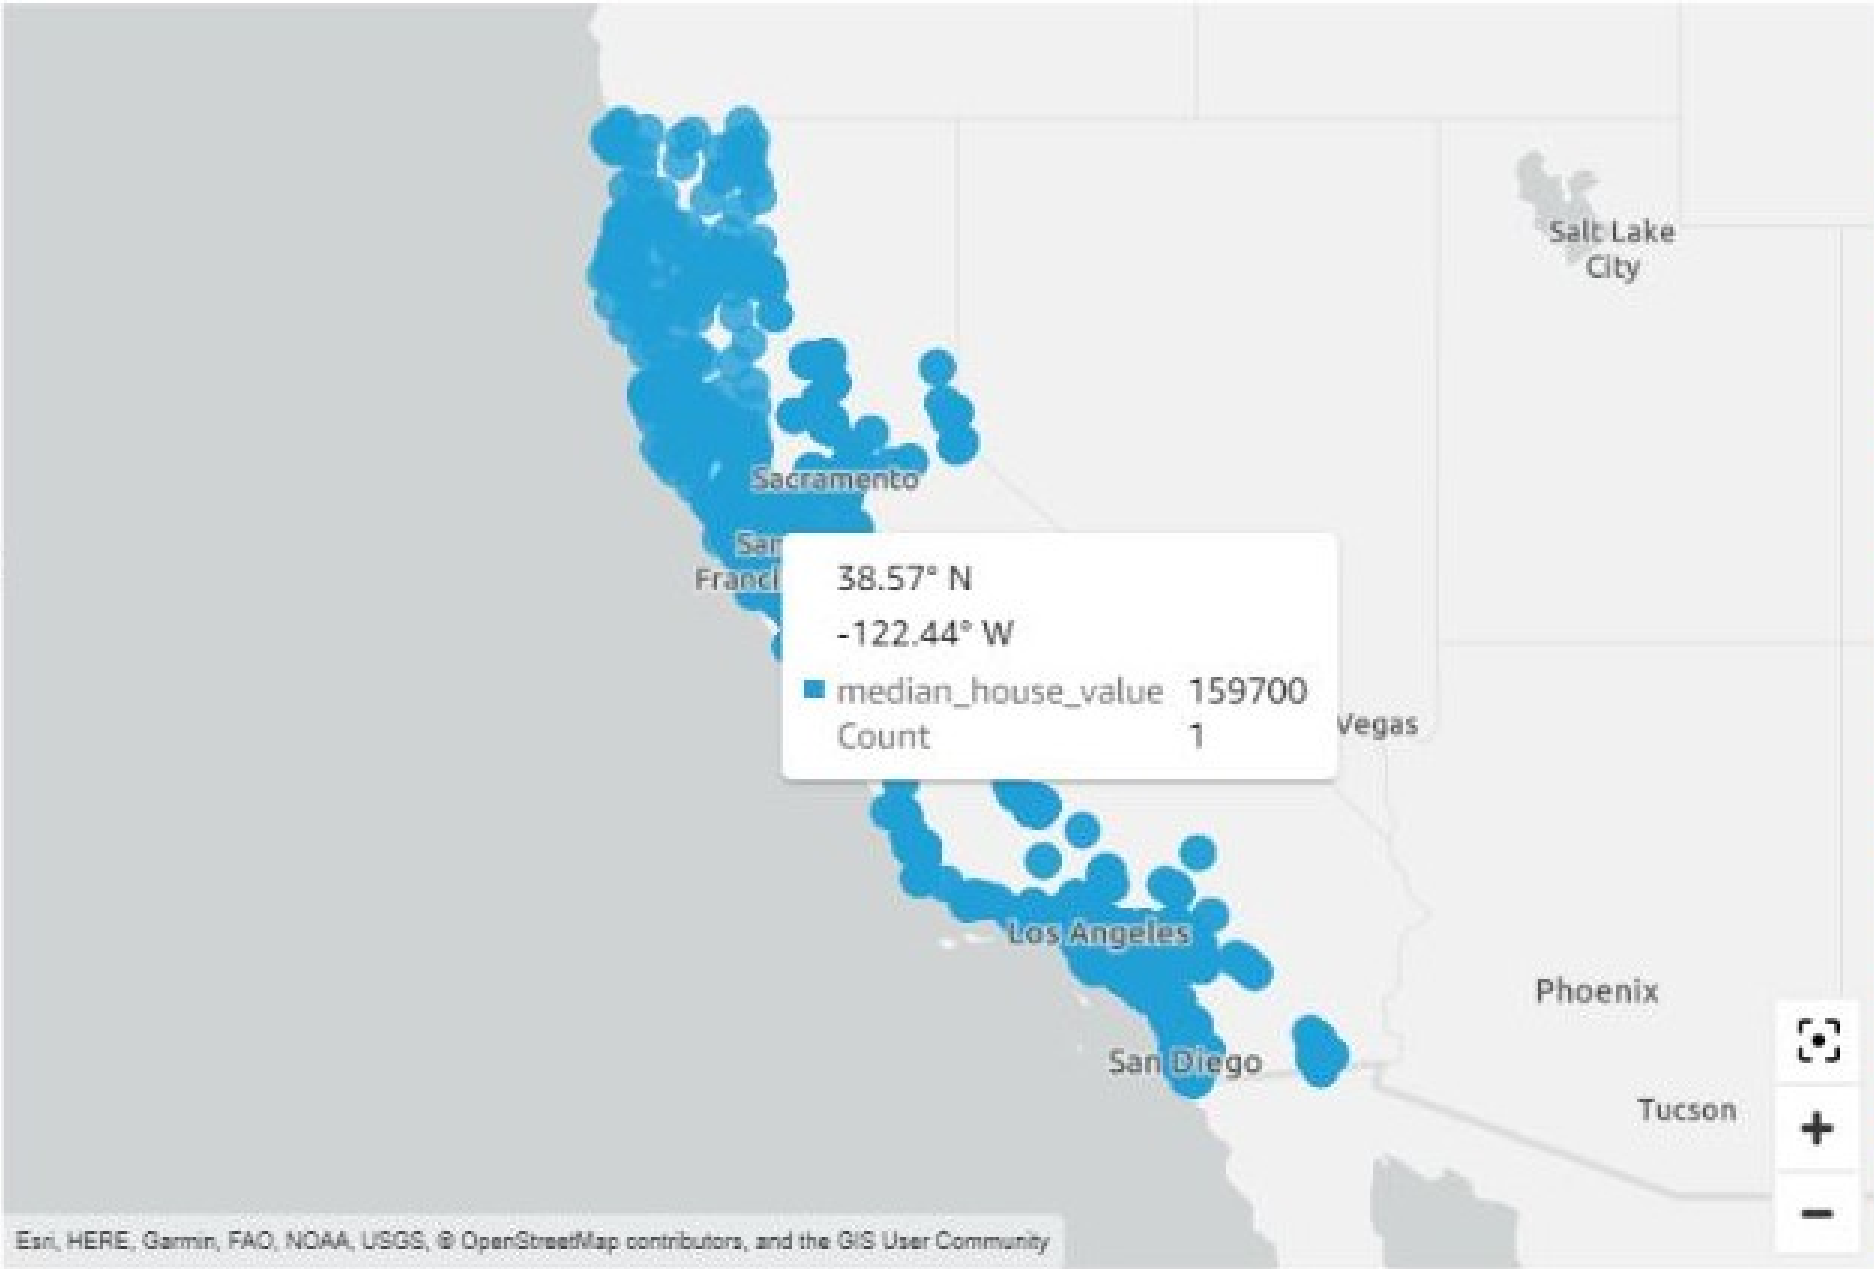 Salt Lake
City
Sacramento
San
Franci
38.57° N
-122.44° W
median_house_value 159700
Count 1
Vegas
Los Angeles
Phoenix
San Diego
Tucson
Esri, HERE, Garmin, FAO, NOAA, USGS, © OpenStreetMap contributors, and the GIS User Community